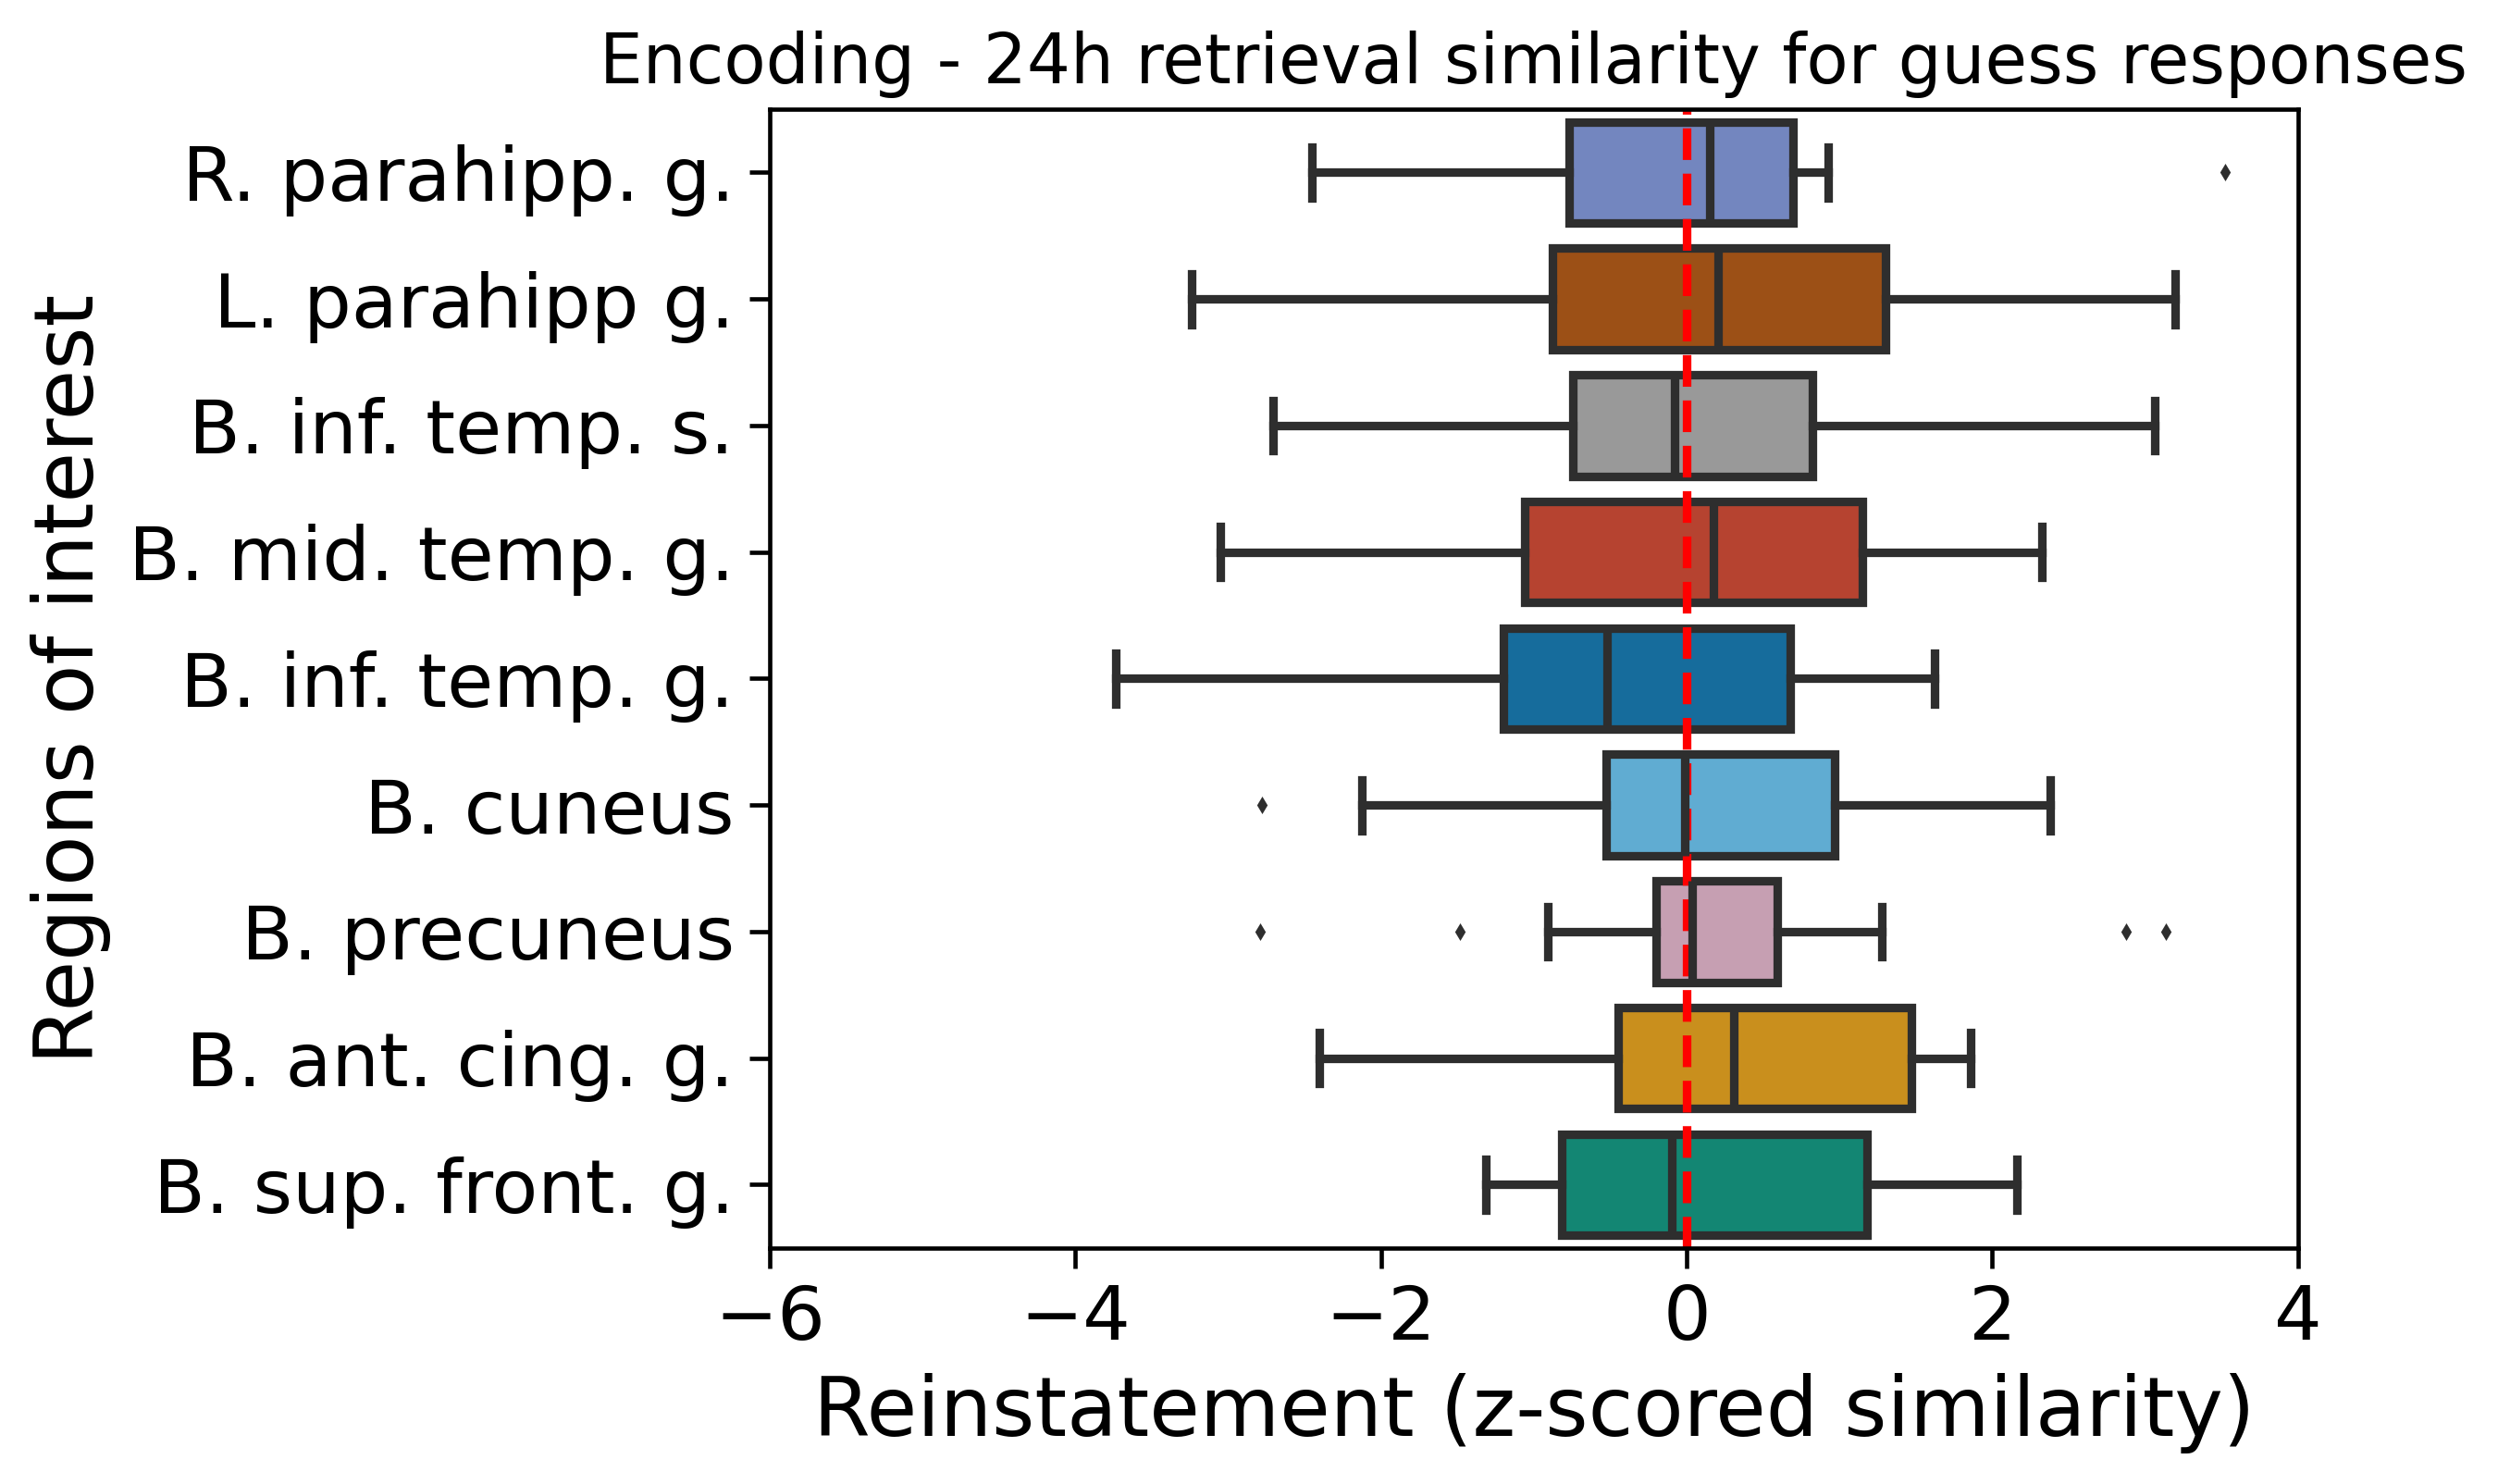 Encoding - 24h retrieval similarity for guess responses
R. parahipp. g.
L. parahipp g.
B. inf. temp. s.
B. mid. temp. g.
B. inf. temp. g.
B. cuneus
B. precuneus
B. ant. cing. g.
B. sup. front. g.
Regions of interest
−6 −4 −2 0 2 4
Reinstatement (z-scored similarity)